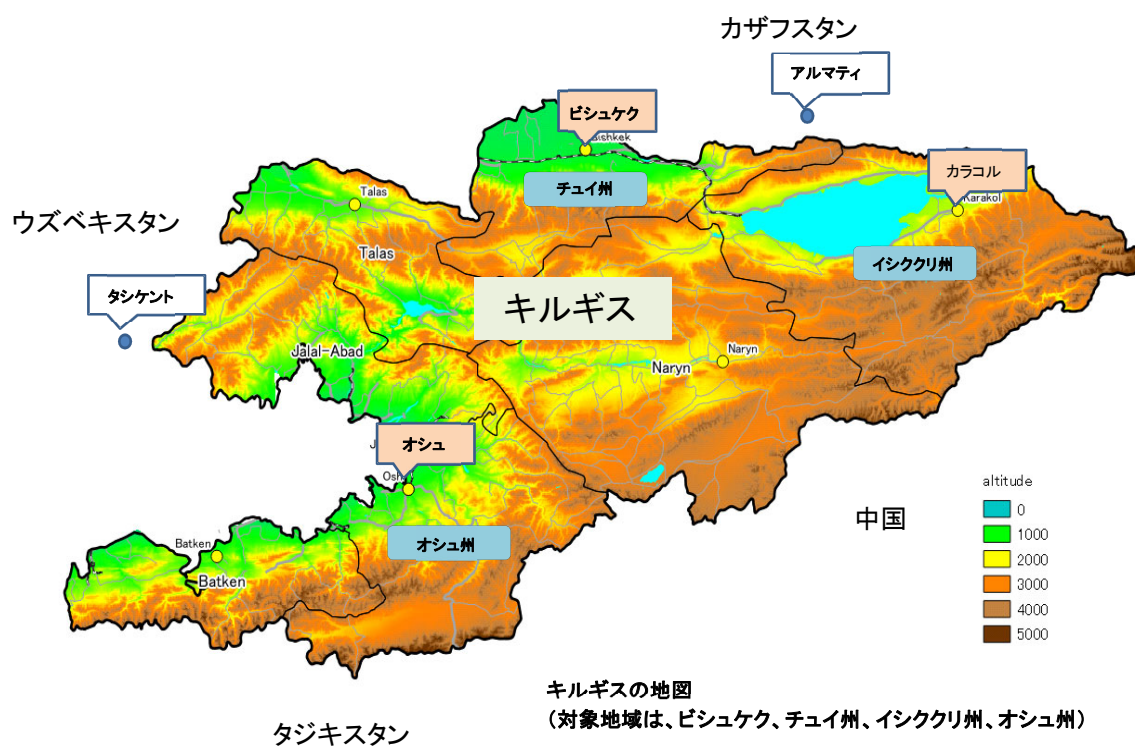 カザフスタン
アルマティ
ビシュケク
Bishkek
カラコル
Karakol
チュイ州
Talas
ウズベキスタン
Talas
イシククリ州
タシケント
キルギス
Jalal-Abad
Naryn
Naryn
オシュ
Osh
altitude
0
1000
2000
3000
4000
5000
中国
オシュ州
Batken
Batken
キルギスの地図
(対象地域は、ビシュケク、チュイ州、イシククリ州、オシュ州)
タジキスタン